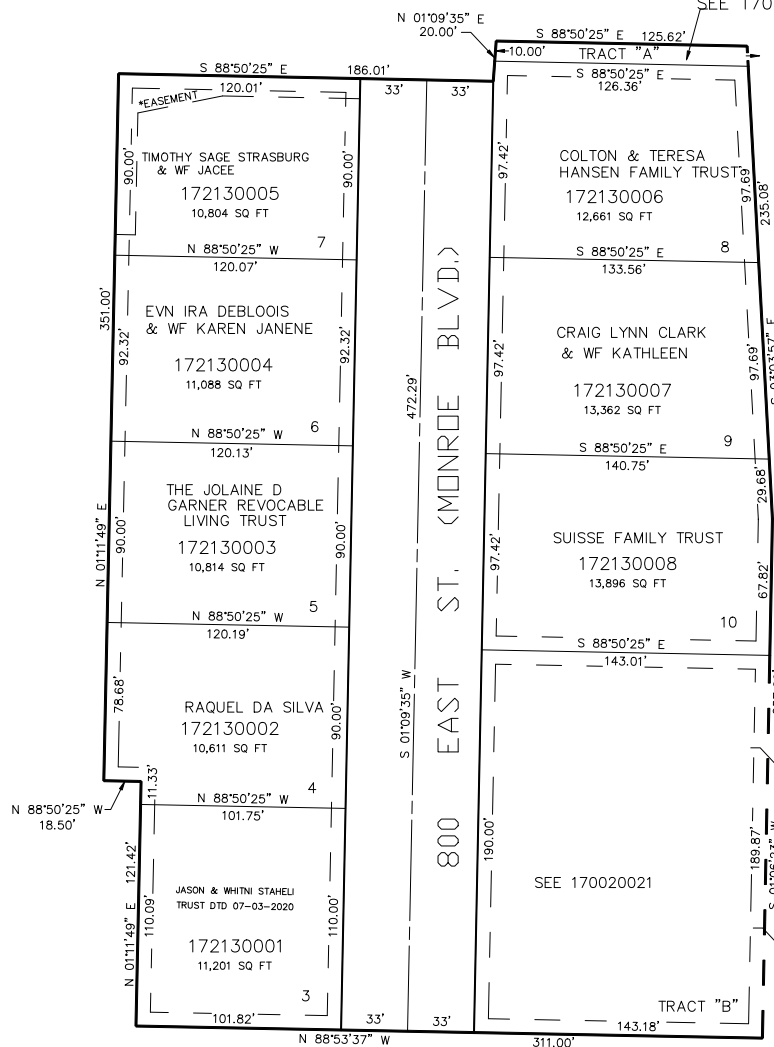 SEE 170
N 01°09'35" E
20.00'
S 88°50'25" E 125.62'
10.00' TRACT "A"
S 88°50'25" E 186.01'
S 88°50'25" E
126.36'
120.01'
33' 33'
*EASEMENT
TIMOTHY SAGE STRASBURG
& WF JACEE
172130005
10,804 SQ FT
90.00'
90.00'
7
N 88°50'25" W
120.07'
COLTON & TERESA
HANSEN FAMILY TRUST
172130006
12,661 SQ FT
97.42'
97.69'
235.08'
8
S 88°50'25" E
133.56'
351.00'
N 01°11'49" E
EVN IRA DEBLOOIS
& WF KAREN JANENE
172130004
11,088 SQ FT
92.32'
92.32'
6
N 88°50'25" W
120.13'
CRAIG LYNN CLARK
& WF KATHLEEN
172130007
13,362 SQ FT
97.42'
97.69'
9
S 88°50'25" E
140.75'
472.29'
S 01°09'35" W
800 EAST ST. (MONROE BLVD.)
THE JOLAINE D
GARNER REVOCABLE
LIVING TRUST
172130003
10,814 SQ FT
90.00'
90.00'
5
N 88°50'25" W
120.19'
SUISSE FAMILY TRUST
172130008
13,896 SQ FT
97.42'
29.68'
67.82'
10
S 88°50'25" E
143.01'
RAQUEL DA SILVA
172130002
10,611 SQ FT
78.68'
90.00'
11.33'
4
N 88°50'25" W
101.75'
N 88°50'25" W
18.50'
N 01°11'49" E 121.42'
JASON & WHITNI STAHELI
TRUST DTD 07-03-2020
172130001
11,201 SQ FT
110.09'
110.00'
3
101.82'
33' 33'
190.00'
189.87'
SEE 170020021
TRACT "B"
143.18'
N 88°53'37" W 311.00'